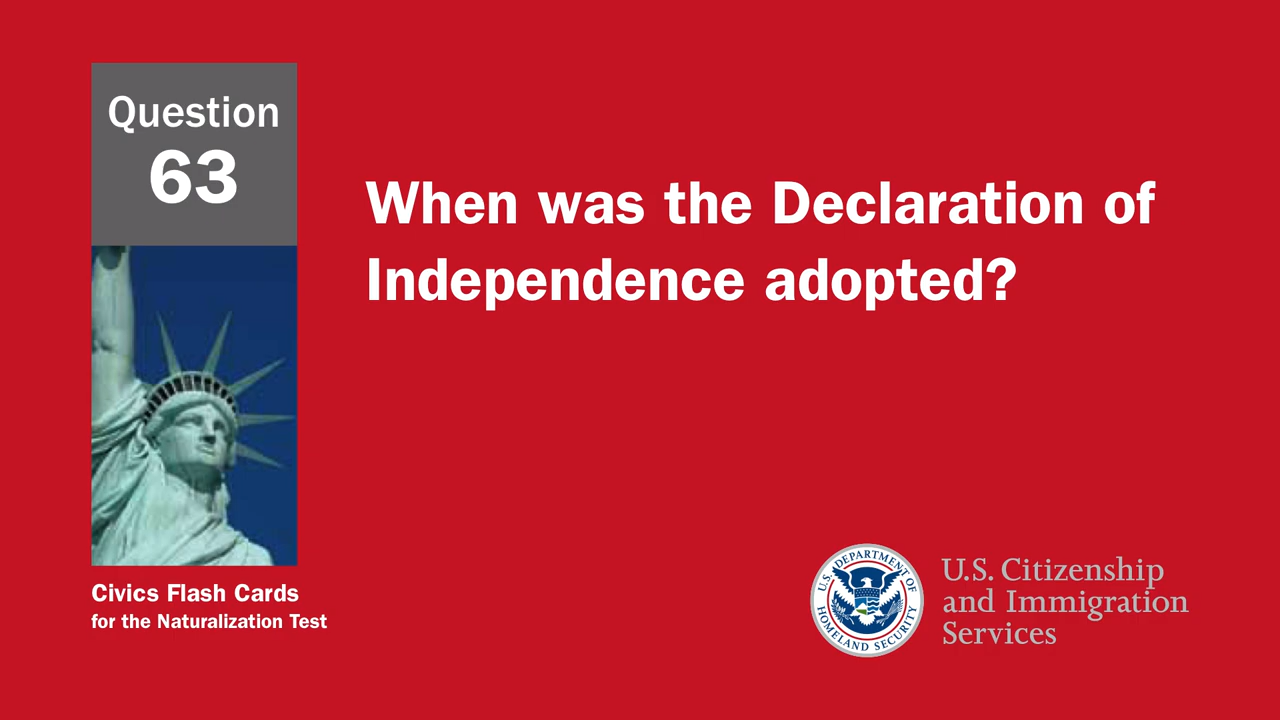 Question
63
When was the Declaration of
Independence adopted?
Civics Flash Cards
for the Naturalization Test
U.S. DEPARTMENT OF
HOMELAND SECURITY
U.S. Citizenship
and Immigration
Services